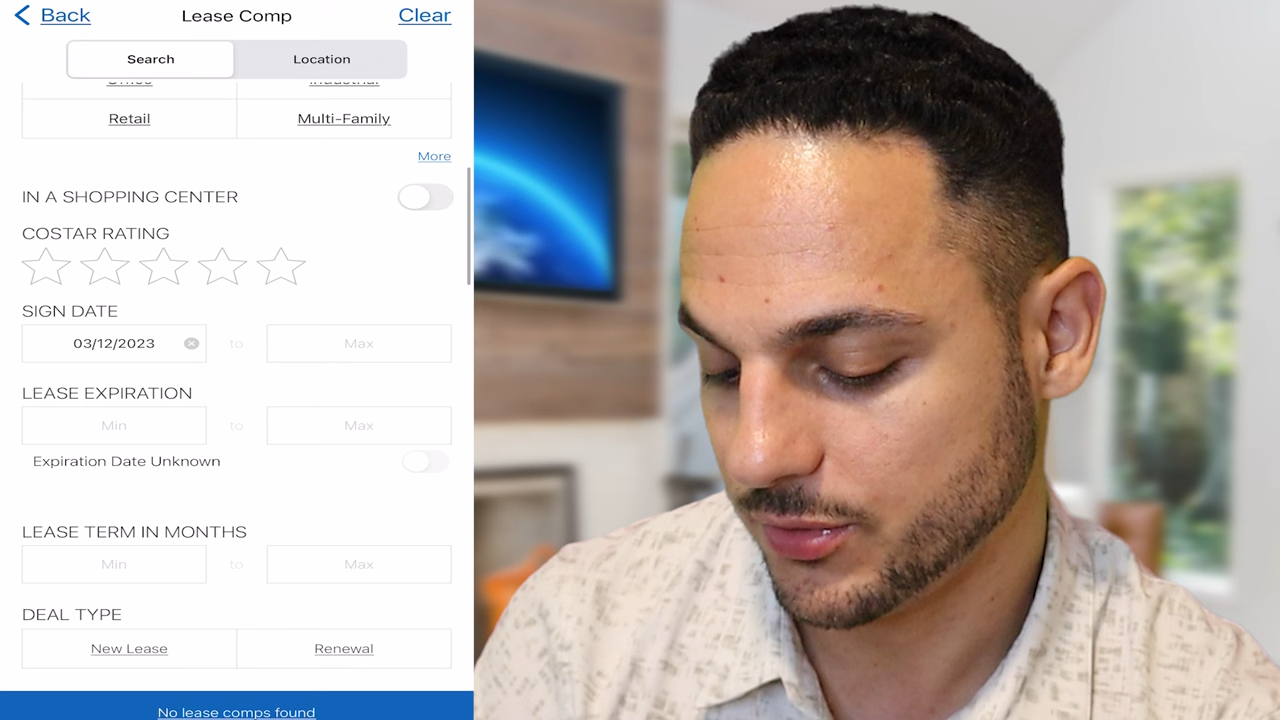 Back
Lease Comp
Clear
Search
Location
Office
Industrial
Retail
Multi-Family
More
IN A SHOPPING CENTER
COSTAR RATING
SIGN DATE
03/12/2023
to
Max
LEASE EXPIRATION
Min
to
Max
Expiration Date Unknown
LEASE TERM IN MONTHS
Min
to
Max
DEAL TYPE
New Lease
Renewal
No lease comps found